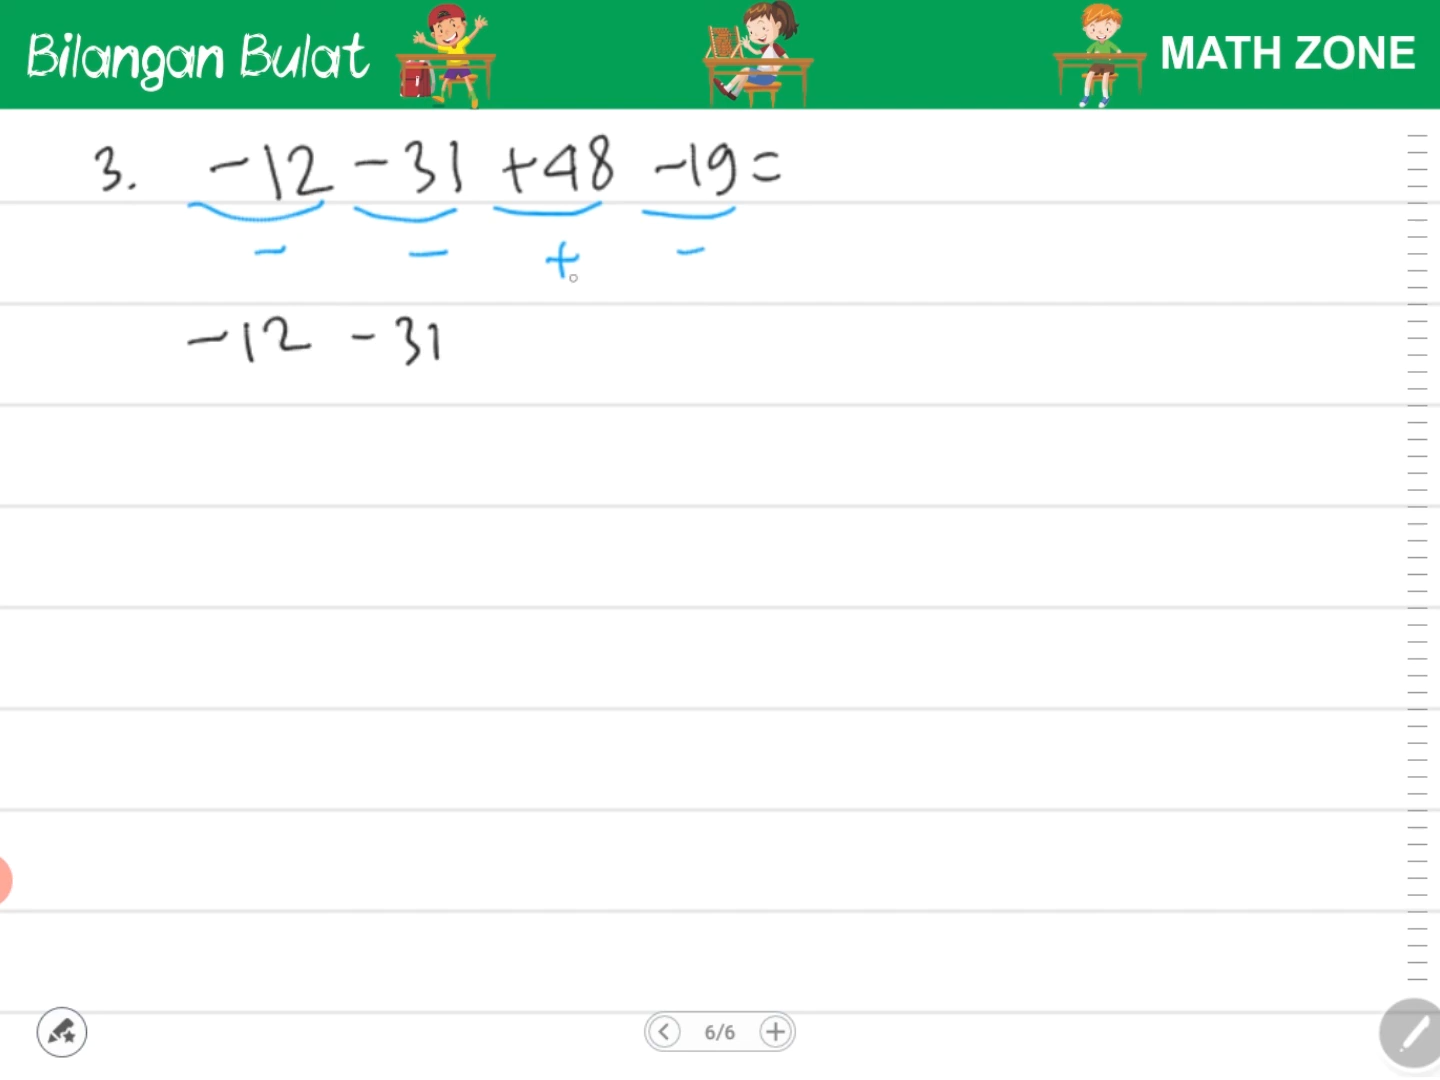 Bilangan Bulat MATH ZONE
3. -12 -31 +48 -19 =
- - + -
-12 -31
6/6